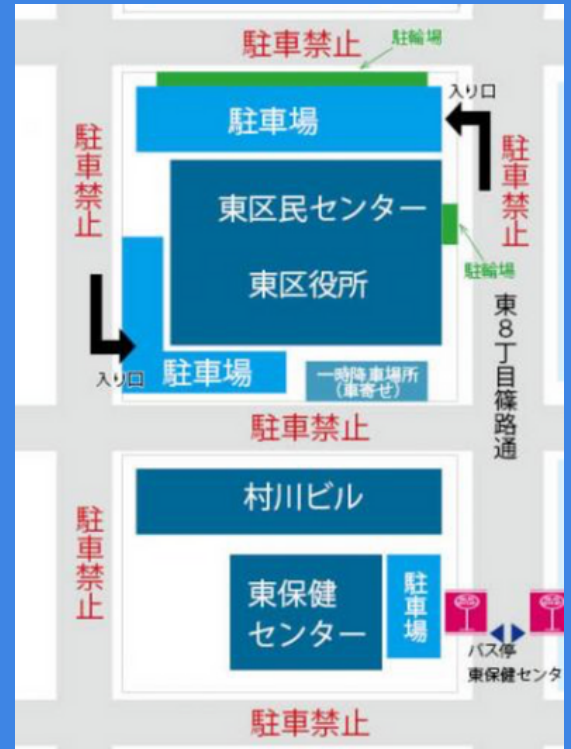 駐車禁止
駐輪場
入り口
駐車場
駐車禁止
駐車禁止
東区民センター
東区役所
駐輪場
東8丁目篠路通
入り口
駐車場
一時降車場所
(車寄せ)
駐車禁止
村川ビル
駐車禁止
東保健
センター
駐車場
バス停
東保健センタ
駐車禁止